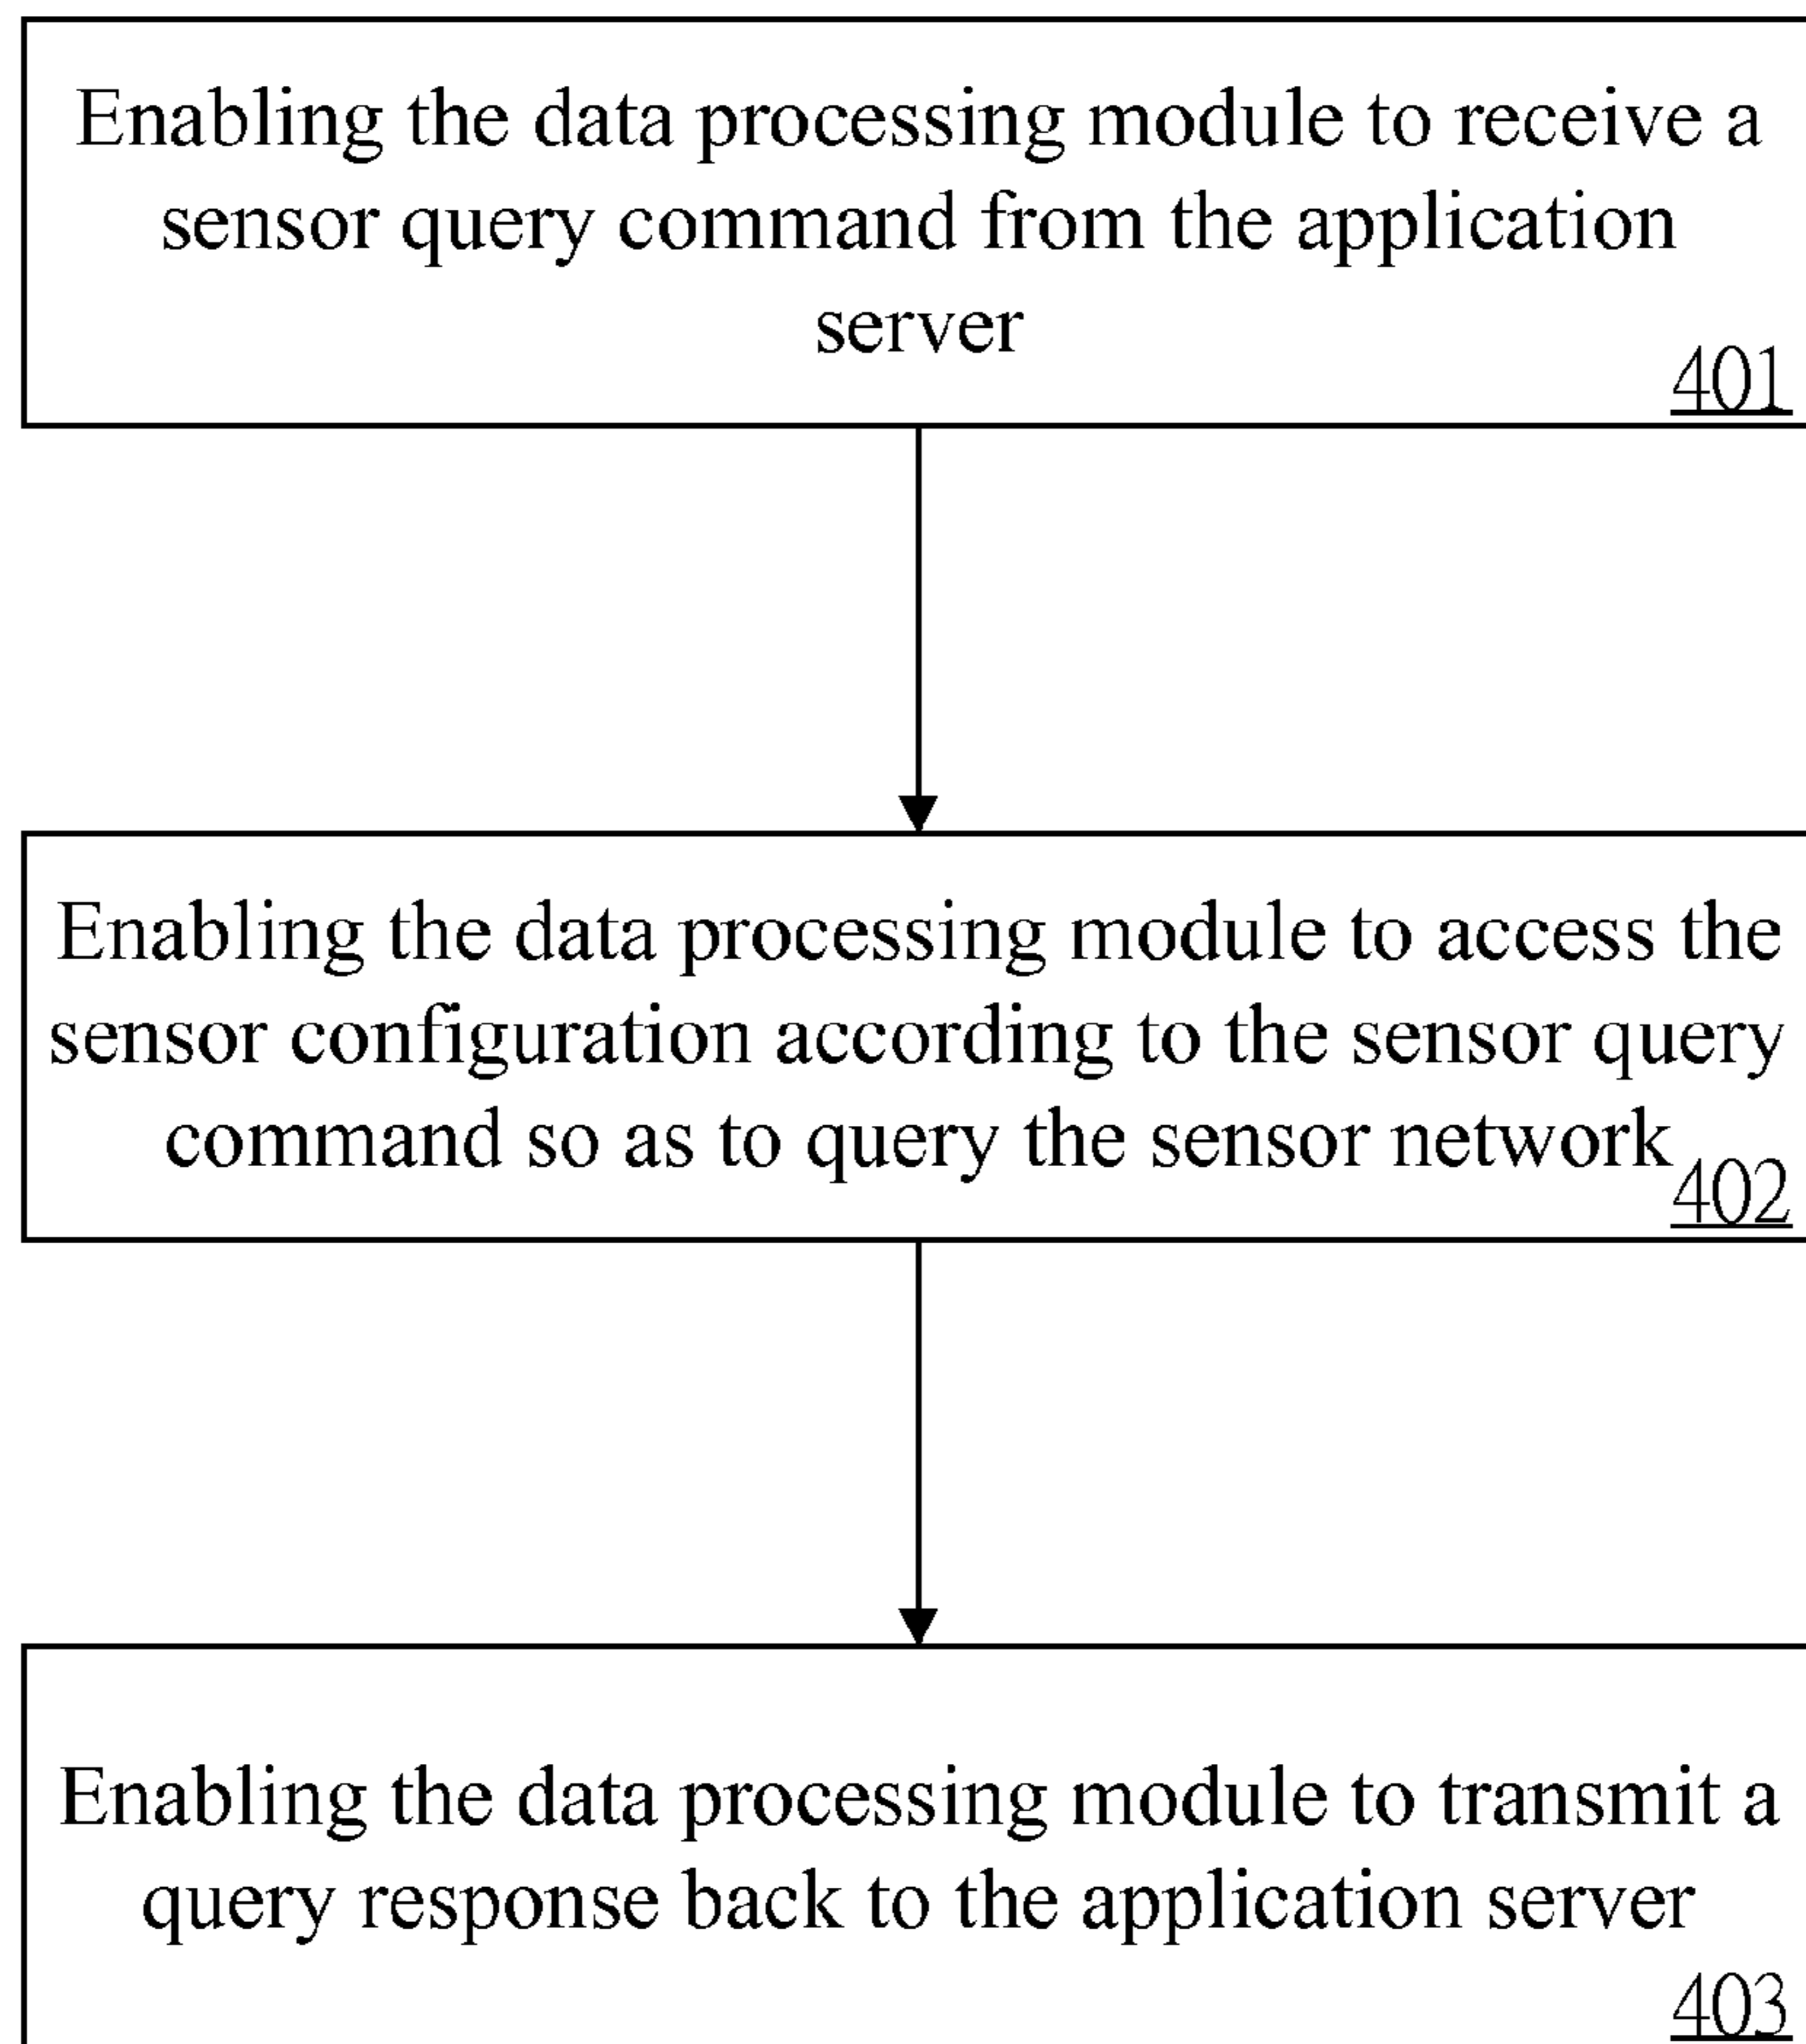 Enabling the data processing module to receive a
sensor query command from the application
server
401
Enabling the data processing module to access the
sensor configuration according to the sensor query
command so as to query the sensor network
402
Enabling the data processing module to transmit a
query response back to the application server
403